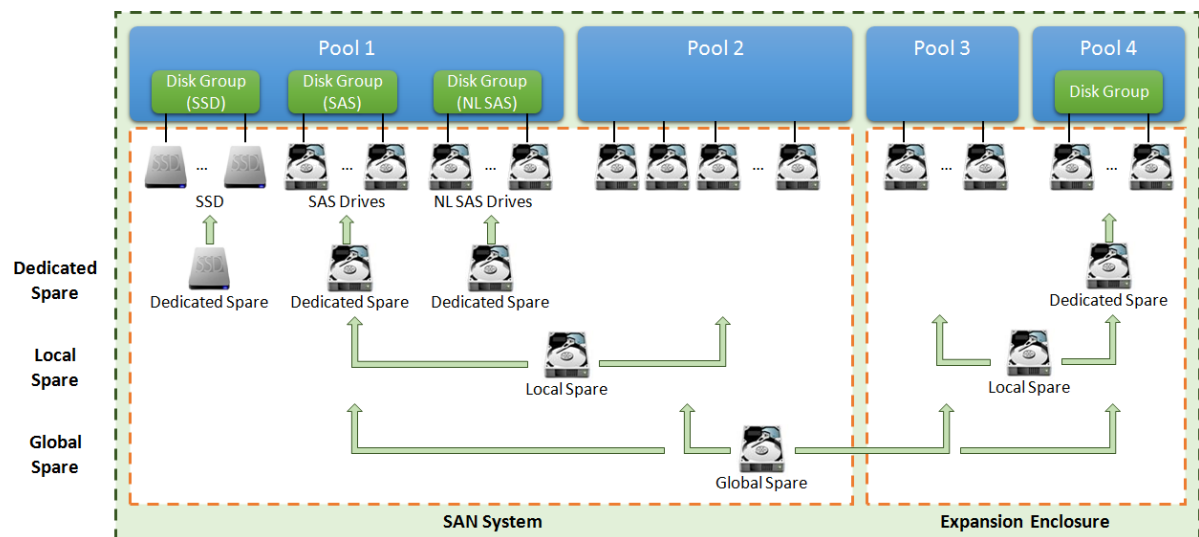 Pool 1
Pool 2
Pool 3
Pool 4
Disk Group
(SSD)
Disk Group
(SAS)
Disk Group
(NL SAS)
Disk Group
SSD
...
SSD
...
...
...
...
...
SSD
SAS Drives
NL SAS Drives
Dedicated
Spare
SSD
Dedicated Spare
Dedicated Spare
Dedicated Spare
Dedicated Spare
Local
Spare
Local Spare
Local Spare
Global
Spare
Global Spare
SAN System
Expansion Enclosure